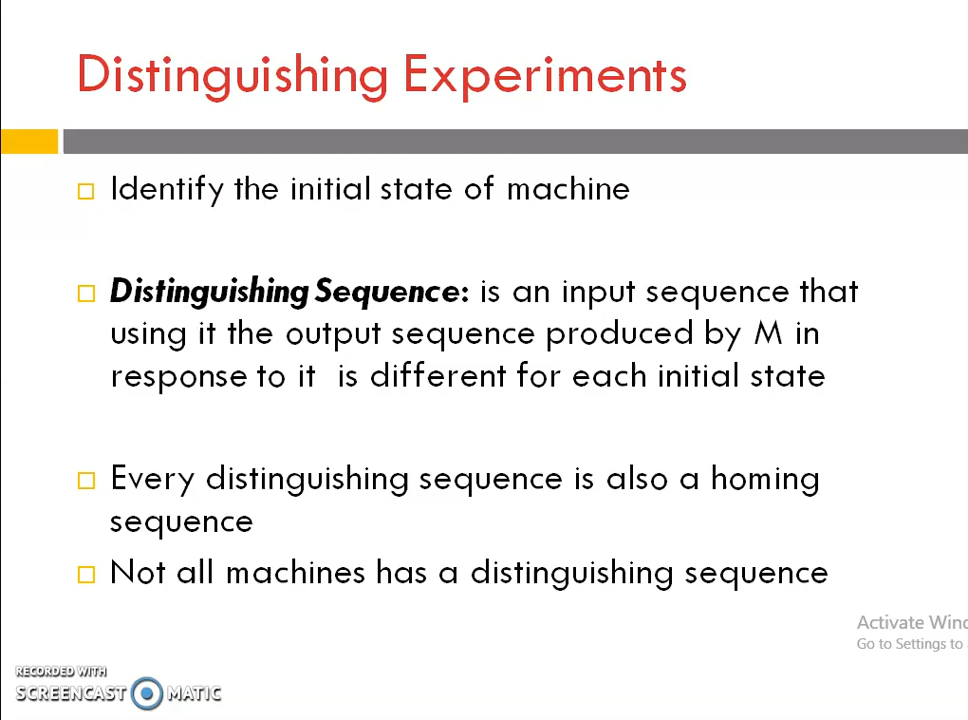 Distinguishing Experiments
Identify the initial state of machine
Distinguishing Sequence: is an input sequence that
using it the output sequence produced by M in
response to it is different for each initial state
Every distinguishing sequence is also a homing
sequence
Not all machines has a distinguishing sequence
Activate
Go to Settings to
RECORDED WITH
SCREENCAST MATIC